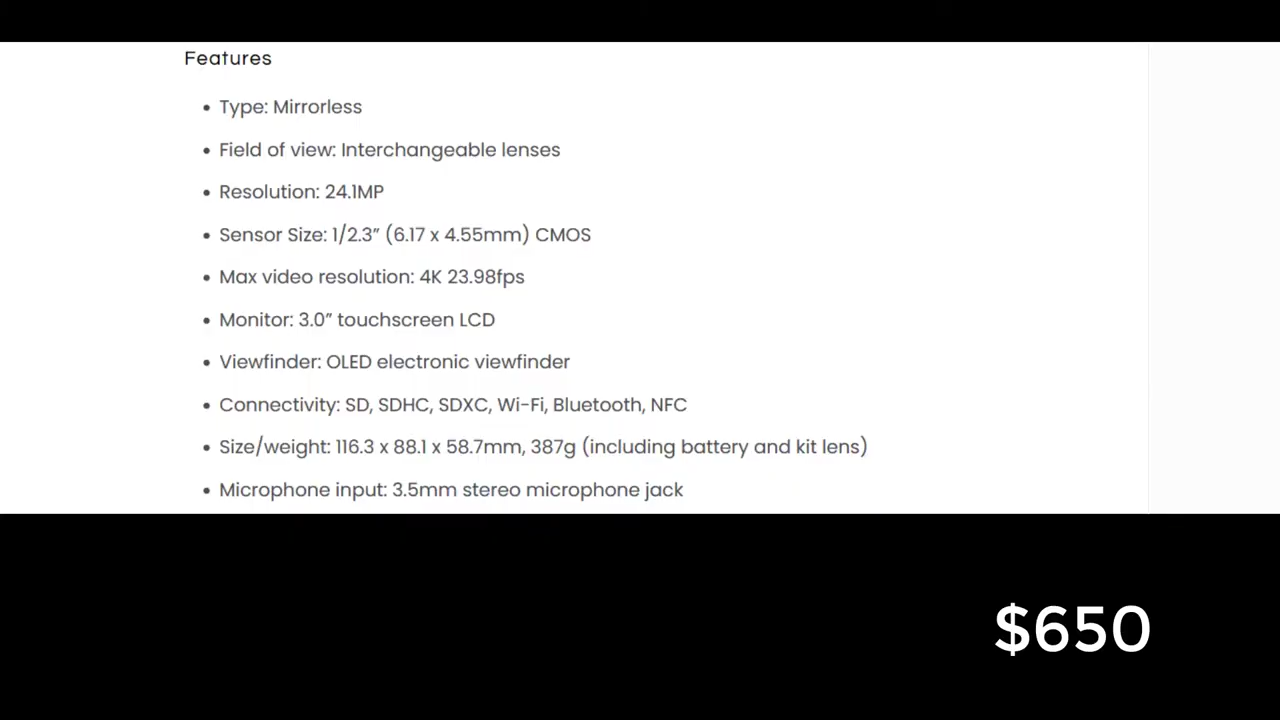 Features
• Type: Mirrorless
• Field of view: Interchangeable lenses
• Resolution: 24.1MP
• Sensor Size: 1/2.3” (6.17 x 4.55mm) CMOS
• Max video resolution: 4K 23.98fps
• Monitor: 3.0” touchscreen LCD
• Viewfinder: OLED electronic viewfinder
• Connectivity: SD, SDHC, SDXC, Wi-Fi, Bluetooth, NFC
• Size/weight: 116.3 x 88.1 x 58.7mm, 387g (including battery and kit lens)
• Microphone input: 3.5mm stereo microphone jack
$650